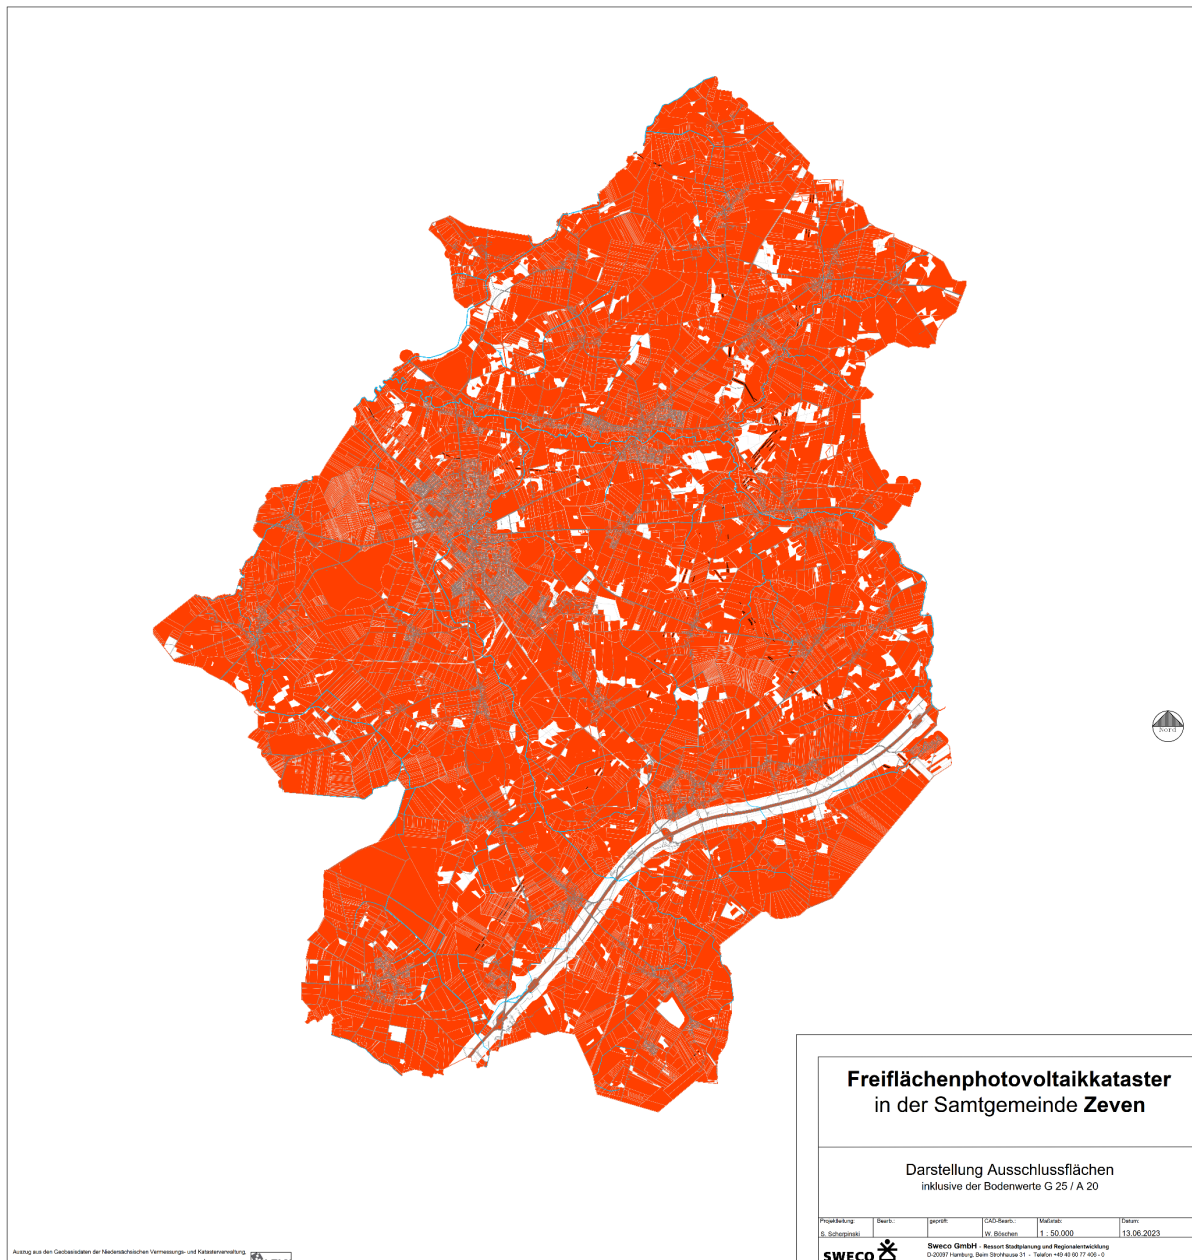 Nord
Freiflächenphotovoltaikkataster
in der Samtgemeinde Zeven
Darstellung Ausschlussflächen
inklusive der Bodenwerte G 25 / A 20
Projektleitung: Bearb.: geprüft: CAD-Bearb.: Maßstab: Datum:
S. Scherpinski W. Böschen 1 : 50.000 13.06.2023
SWECO
Sweco GmbH - Ressort Stadtplanung und Regionalentwicklung
D-20097 Hamburg, Beim Strohhause 31 - Telefon +49 40 60 77 406 - 0
Auszug aus den Geobasisdaten der Niedersächsischen Vermessungs- und Katasterverwaltung,